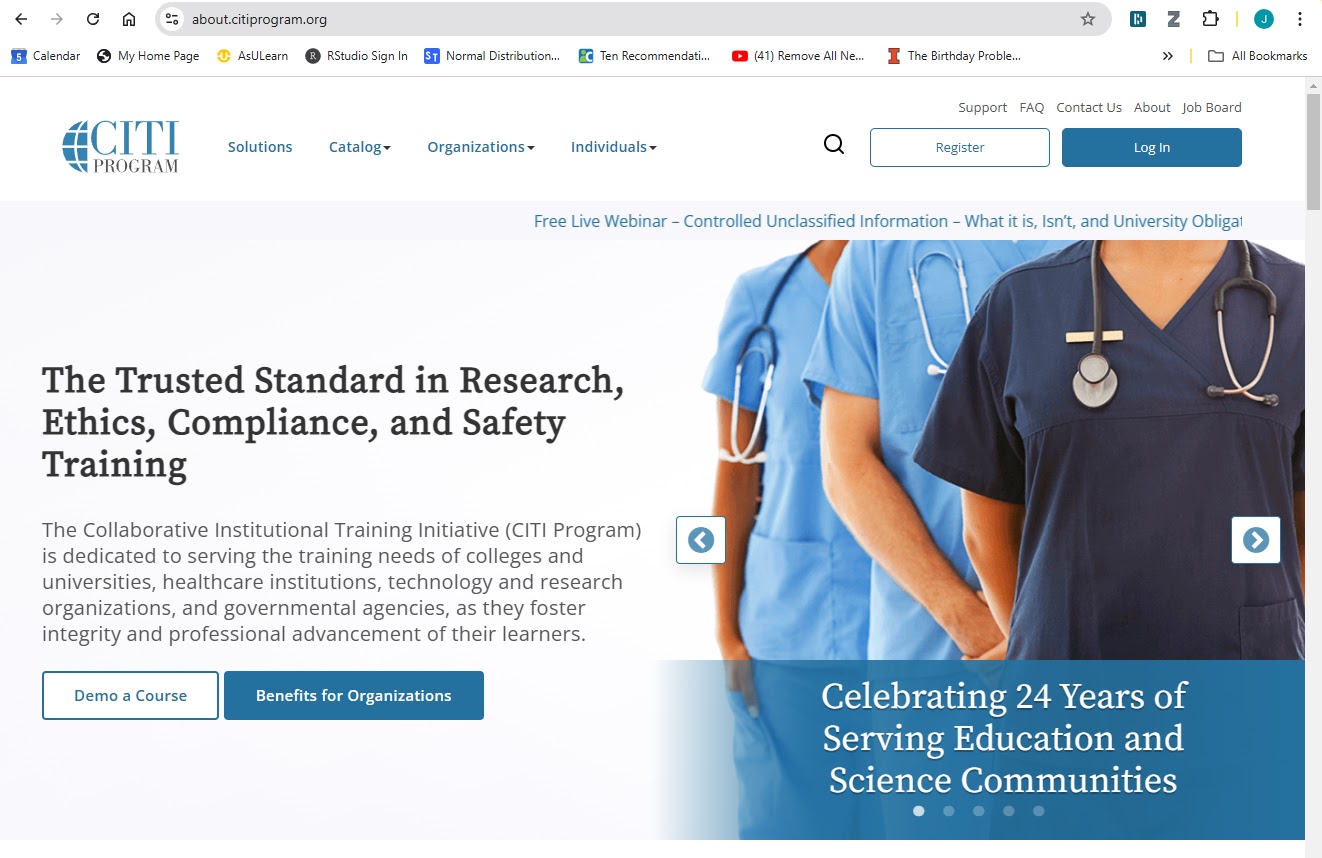 about.citiprogram.org
5 Calendar My Home Page AsULearn R RStudio Sign In ST Normal Distribution... Ten Recommendati... (41) Remove All Ne... I The Birthday Proble... » All Bookmarks
Support FAQ Contact Us About Job Board
CITI
PROGRAM
Solutions Catalog Organizations Individuals Register Log In
Free Live Webinar – Controlled Unclassified Information – What it is, Isn't, and University Obligat
The Trusted Standard in Research,
Ethics, Compliance, and Safety
Training
The Collaborative Institutional Training Initiative (CITI Program)
is dedicated to serving the training needs of colleges and
universities, healthcare institutions, technology and research
organizations, and governmental agencies, as they foster
integrity and professional advancement of their learners.
Demo a Course Benefits for Organizations
Celebrating 24 Years of
Serving Education and
Science Communities